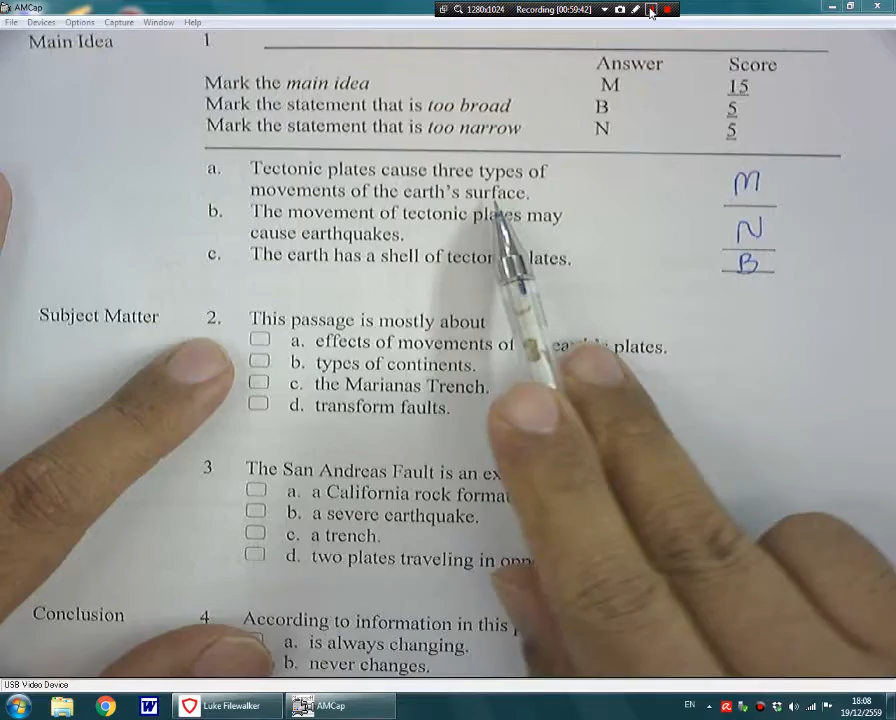 AMCap
1280x1024 Recording [00:59:42]
File Devices Options Capture Window Help
Main Idea 1
Answer Score
Mark the main idea M 15
Mark the statement that is too broad B 5
Mark the statement that is too narrow N 5
a. Tectonic plates cause three types of
movements of the earth's surface. M
b. The movement of tectonic plates may
cause earthquakes. N
c. The earth has a shell of tecton lates. B
Subject Matter 2. This passage is mostly about
a. effects of movements of plates.
b. types of continents.
c. the Marianas Trench.
d. transform faults.
3 The San Andreas Fault is an ex
a. a California rock forma
b. a severe earthquake.
c. a trench.
d. two plates traveling in opp
Conclusion 4 According to information in this
a. is always changing.
b. never changes.
USB Video Device
Luke Filewalker AMCap EN 18:08
19/12/2559